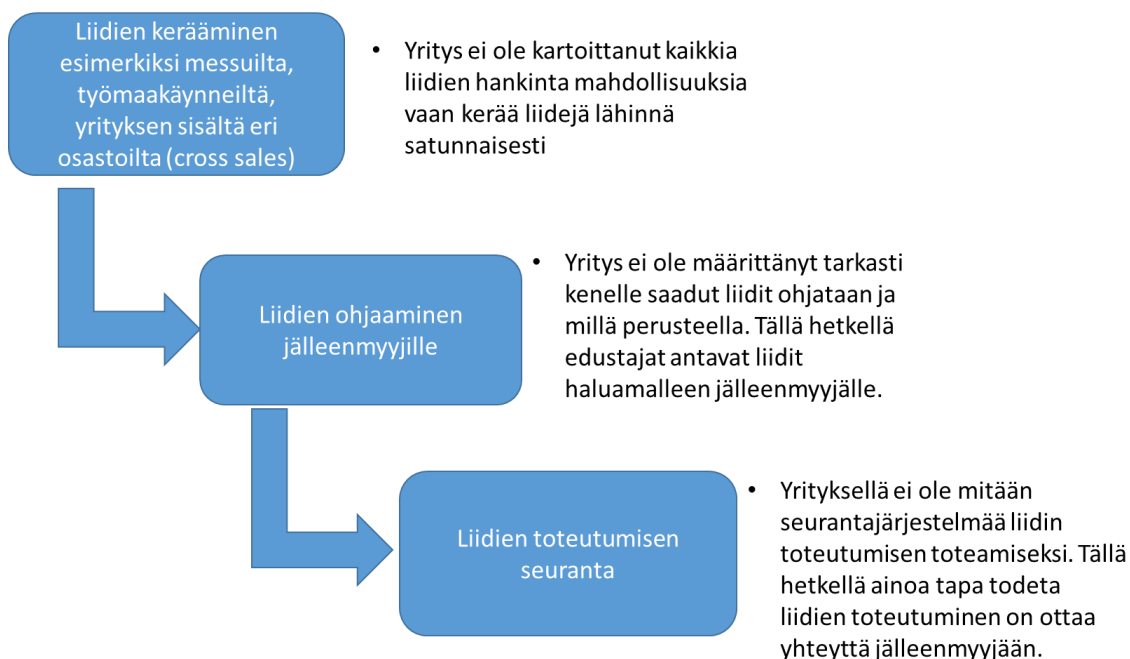 Liidien kerääminen
esimerkiksi messuilta,
työmaakäynneiltä,
yrityksen sisältä eri
osastoilta (cross sales)
• Yritys ei ole kartoittanut kaikkia
liidien hankinta mahdollisuuksia
vaan kerää liidejä lähinnä
satunnaisesti
Liidien ohjaaminen
jälleenmyyjille
• Yritys ei ole määrittänyt tarkasti
kenelle saadut liidit ohjataan ja
millä perusteella. Tällä hetkellä
edustajat antavat liidit
haluamalleen jälleenmyyjälle.
Liidien toteutumisen
seuranta
• Yrityksellä ei ole mitään
seurantajärjestelmää liidin
toteutumisen toteamiseksi. Tällä
hetkellä ainoa tapa todeta
liidien toteutuminen on ottaa
yhteyttä jälleenmyyjään.